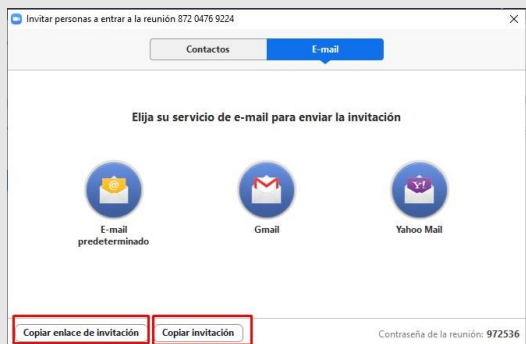 Invitar personas a entrar a la reunión 872 0476 9224
Contactos
E-mail
Elija su servicio de e-mail para enviar la invitación
E-mail
predeterminado
Gmail
Yahoo Mail
Copiar enlace de invitación
Copiar invitación
Contraseña de la reunión: 972536